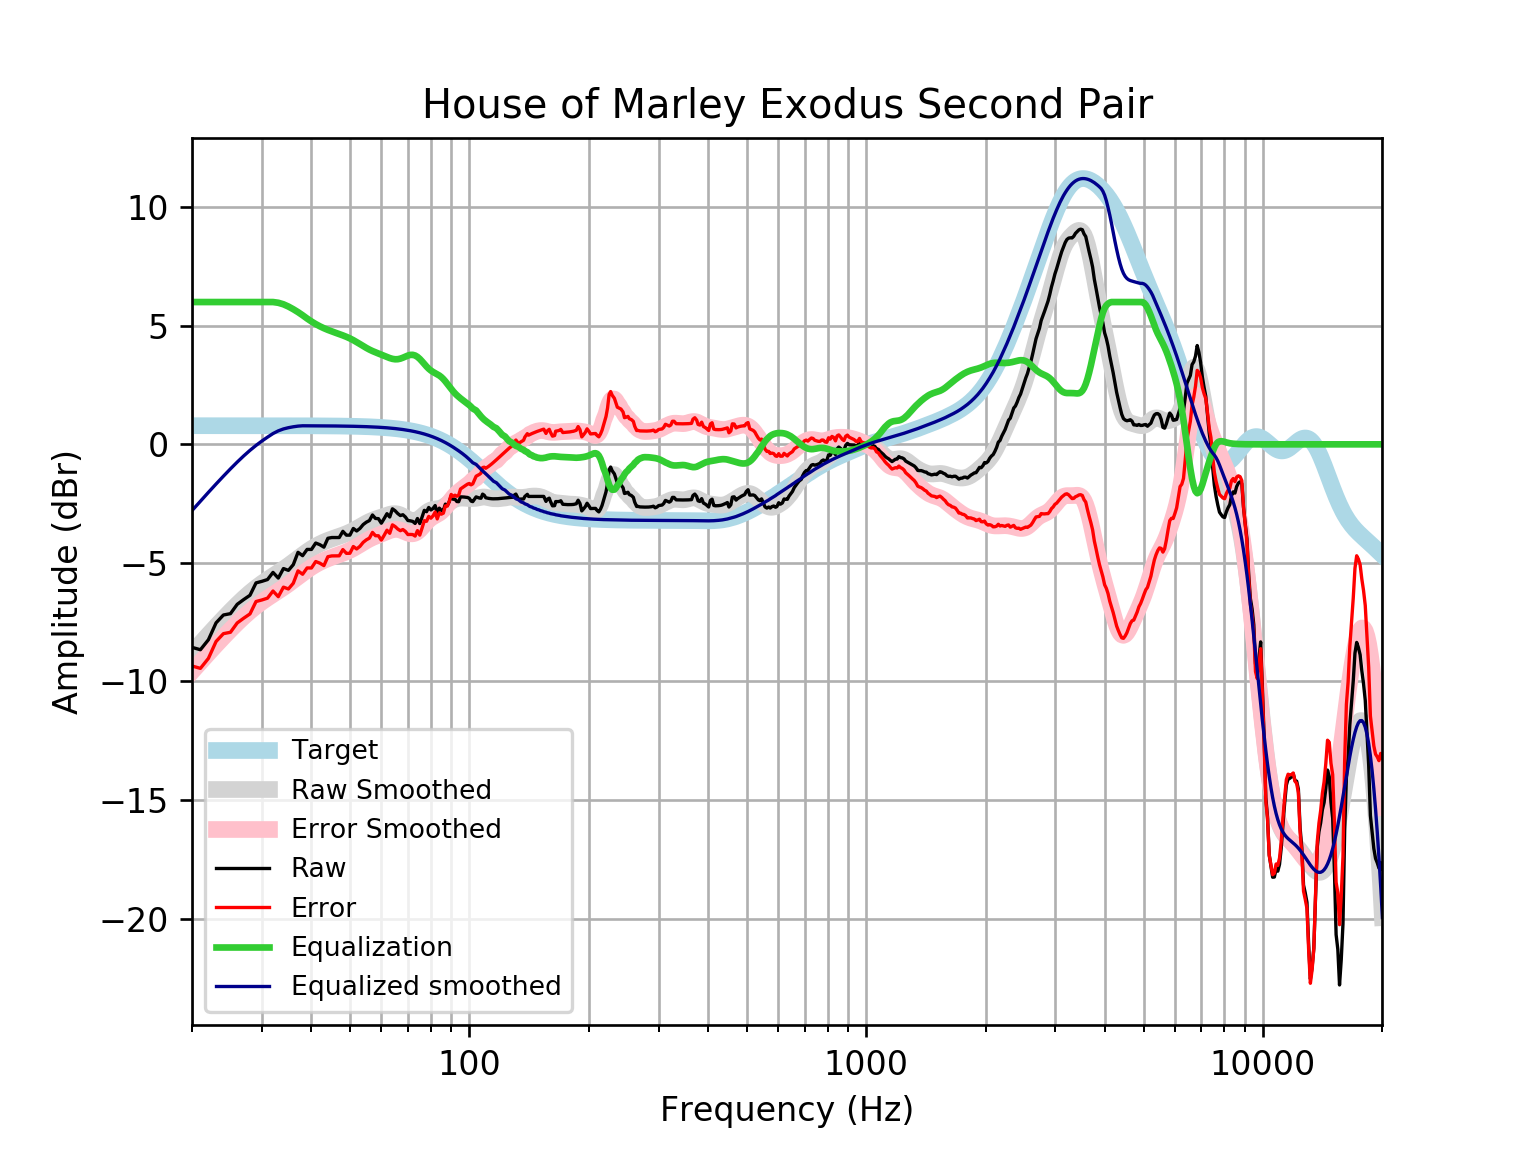 House of Marley Exodus Second Pair
Amplitude (dBr)
10
5
0
−5
−10
−15
−20
Target
Raw Smoothed
Error Smoothed
Raw
Error
Equalization
Equalized smoothed
100
1000
10000
Frequency (Hz)